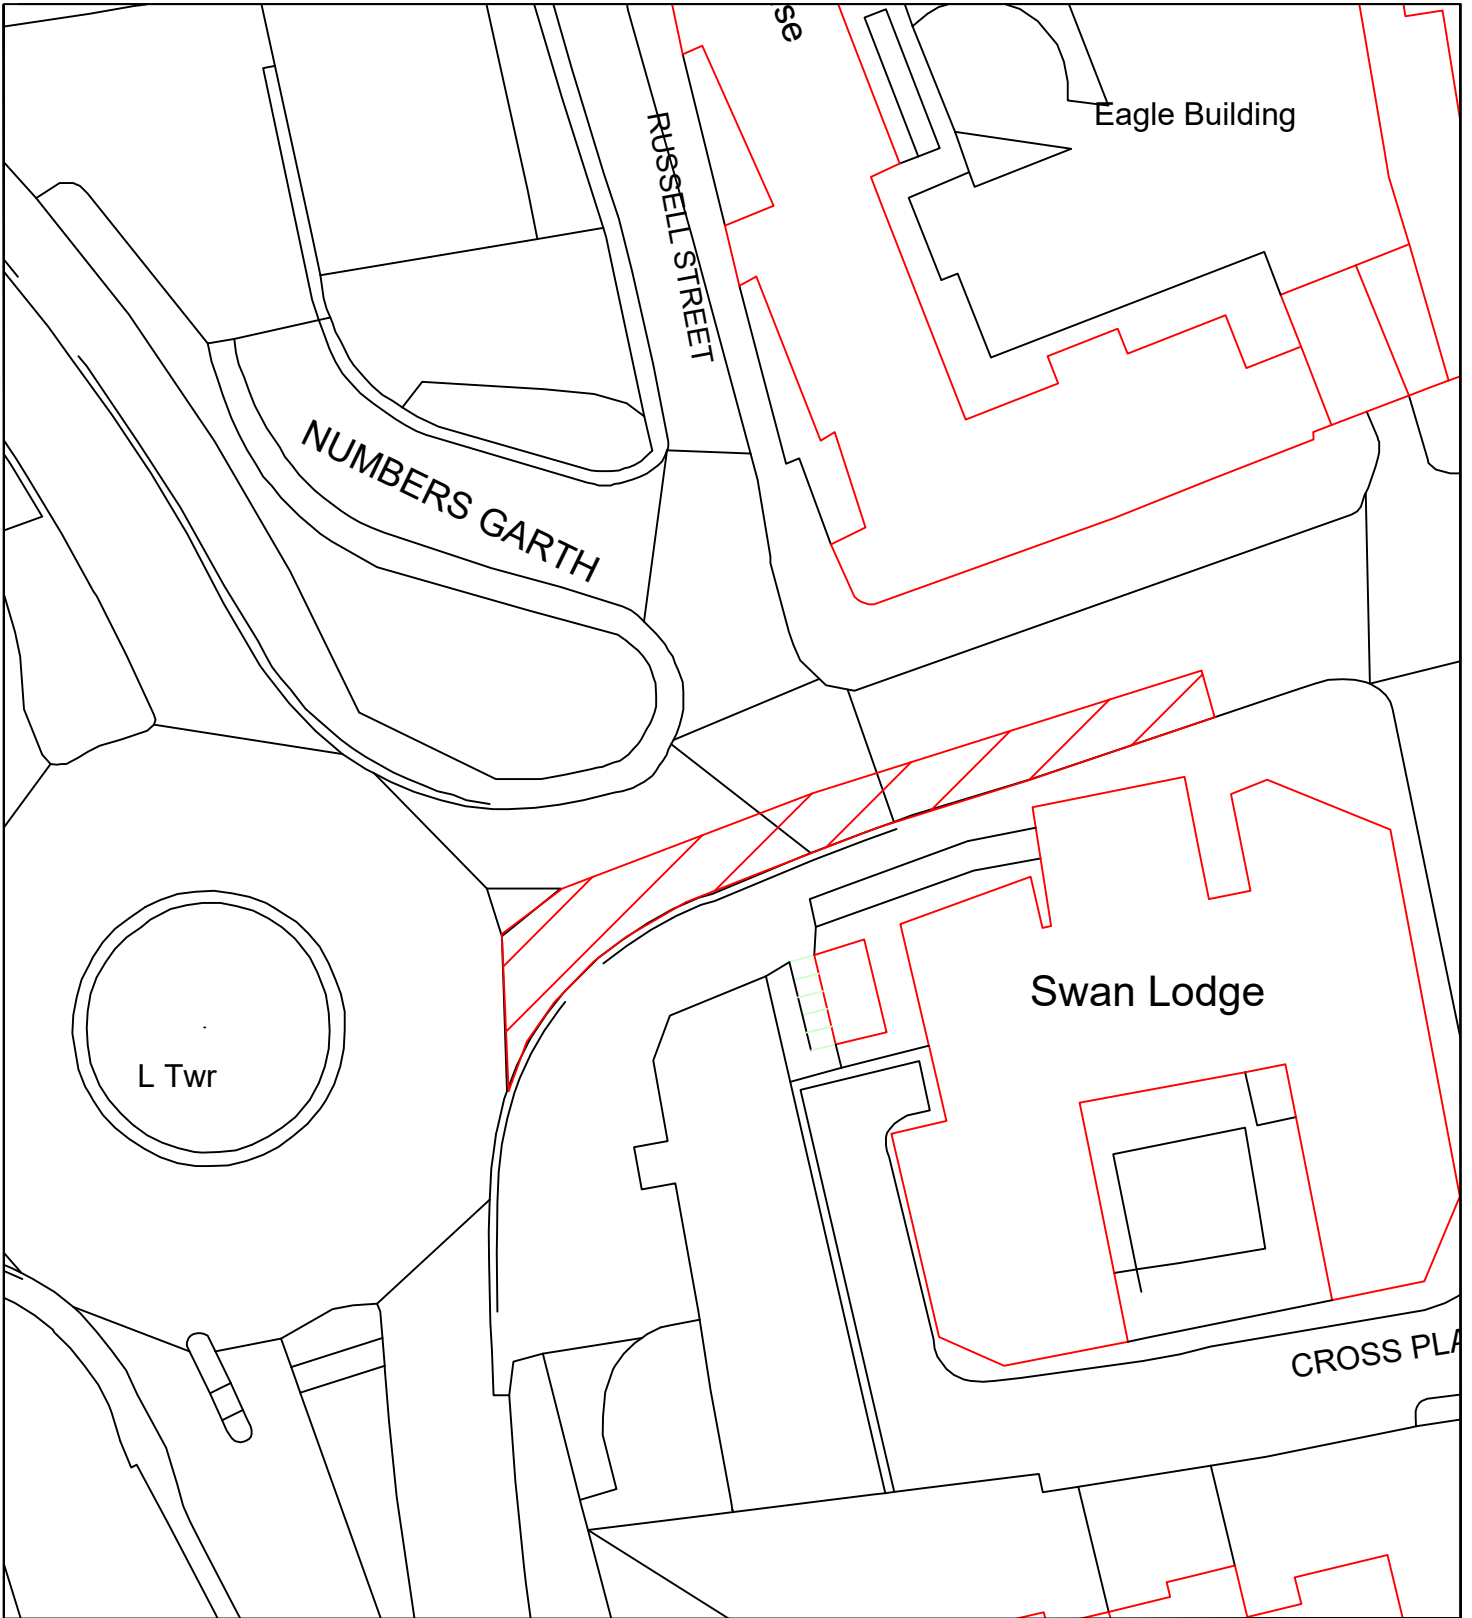 se
Eagle Building
RUSSELL STREET
NUMBERS GARTH
Swan Lodge
L Twr
CROSS PLA